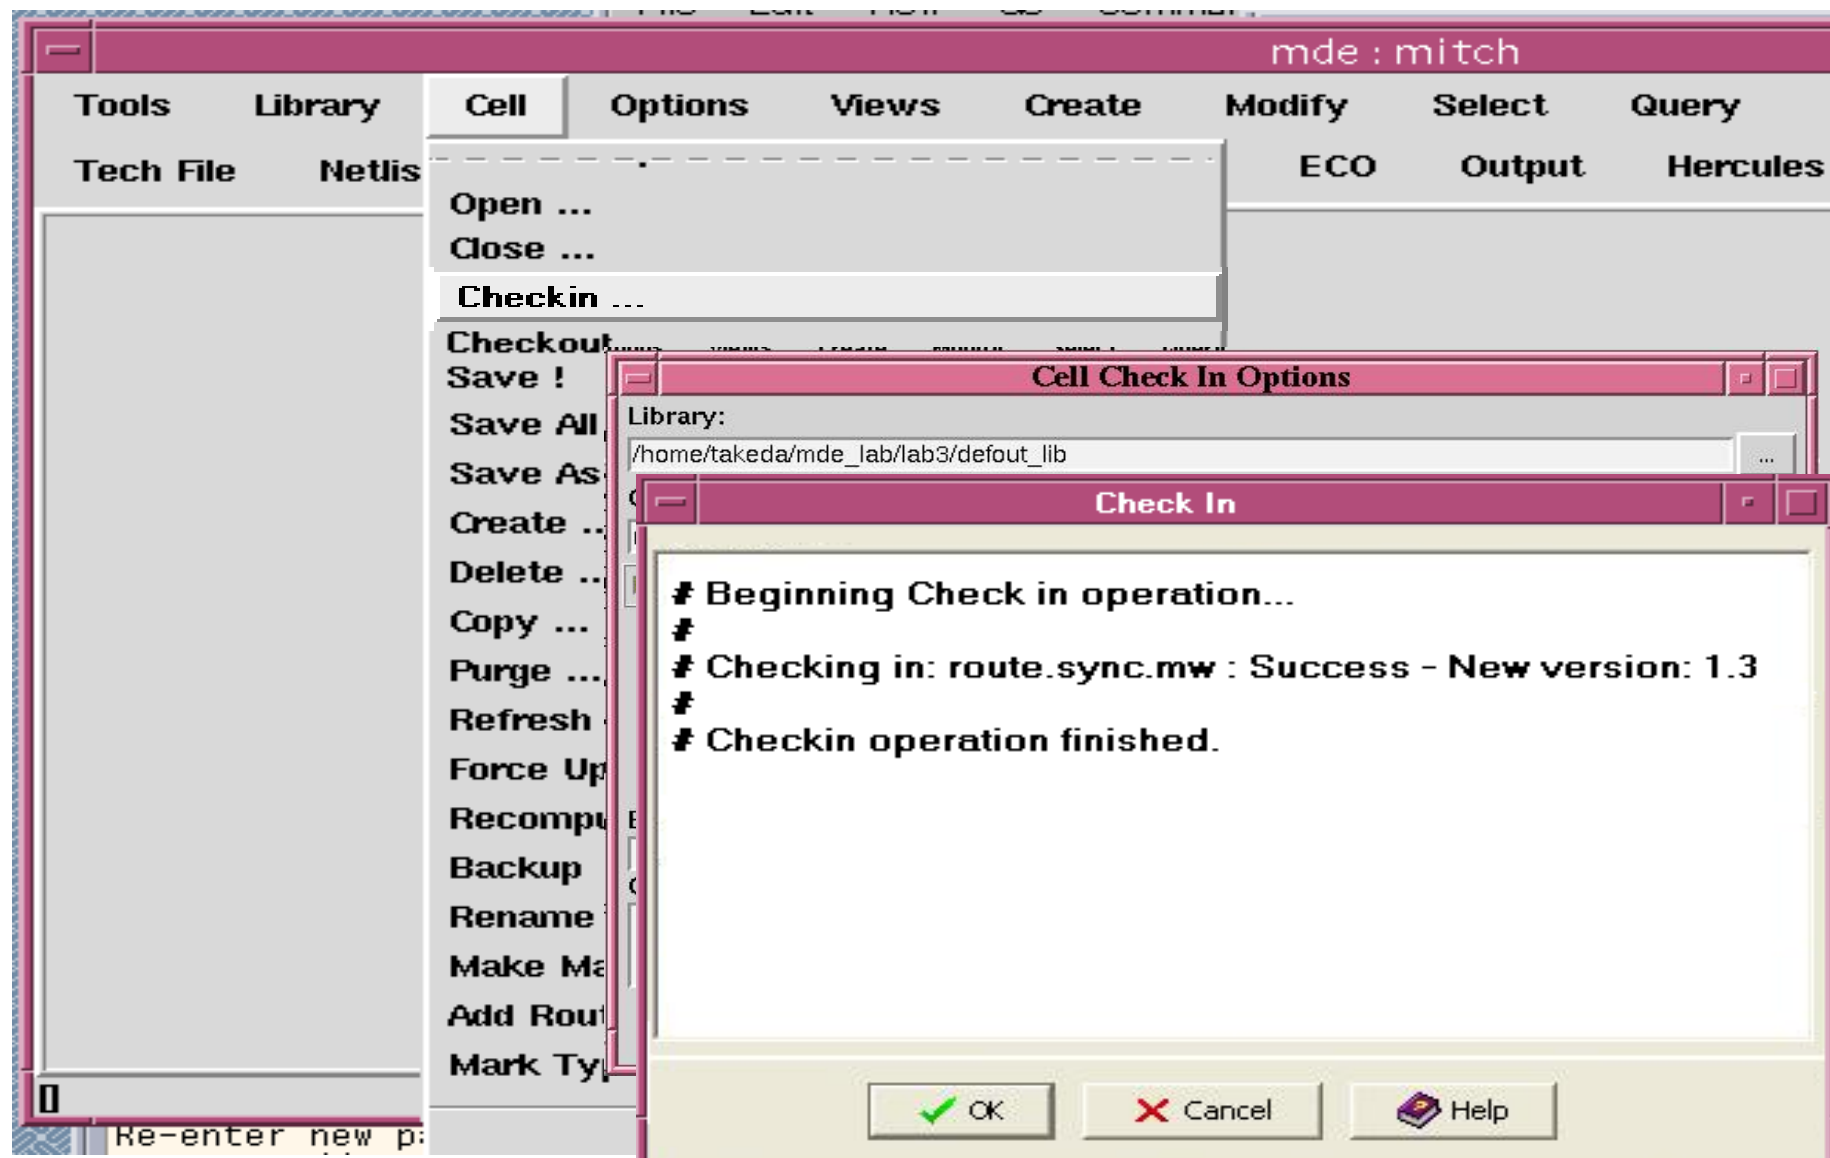 mde : mitch
Tools Library Cell Options Views Create Modify Select Query
Tech File Netlis ECO Output Hercules
Open ...
Close ...
Checkin ...
Checkout
Save !
Save All
Save As
Create ..
Delete ..
Copy ...
Purge ...
Refresh
Force Up
Recompu
Backup
Rename
Make Ma
Add Rout
Mark Typ
Cell Check In Options
Library:
/home/takeda/mde_lab/lab3/defout_lib
...
Check In
# Beginning Check in operation...
#
# Checking in: route.sync.mw : Success - New version: 1.3
#
# Checkin operation finished.
OK Cancel Help
Re-enter new p